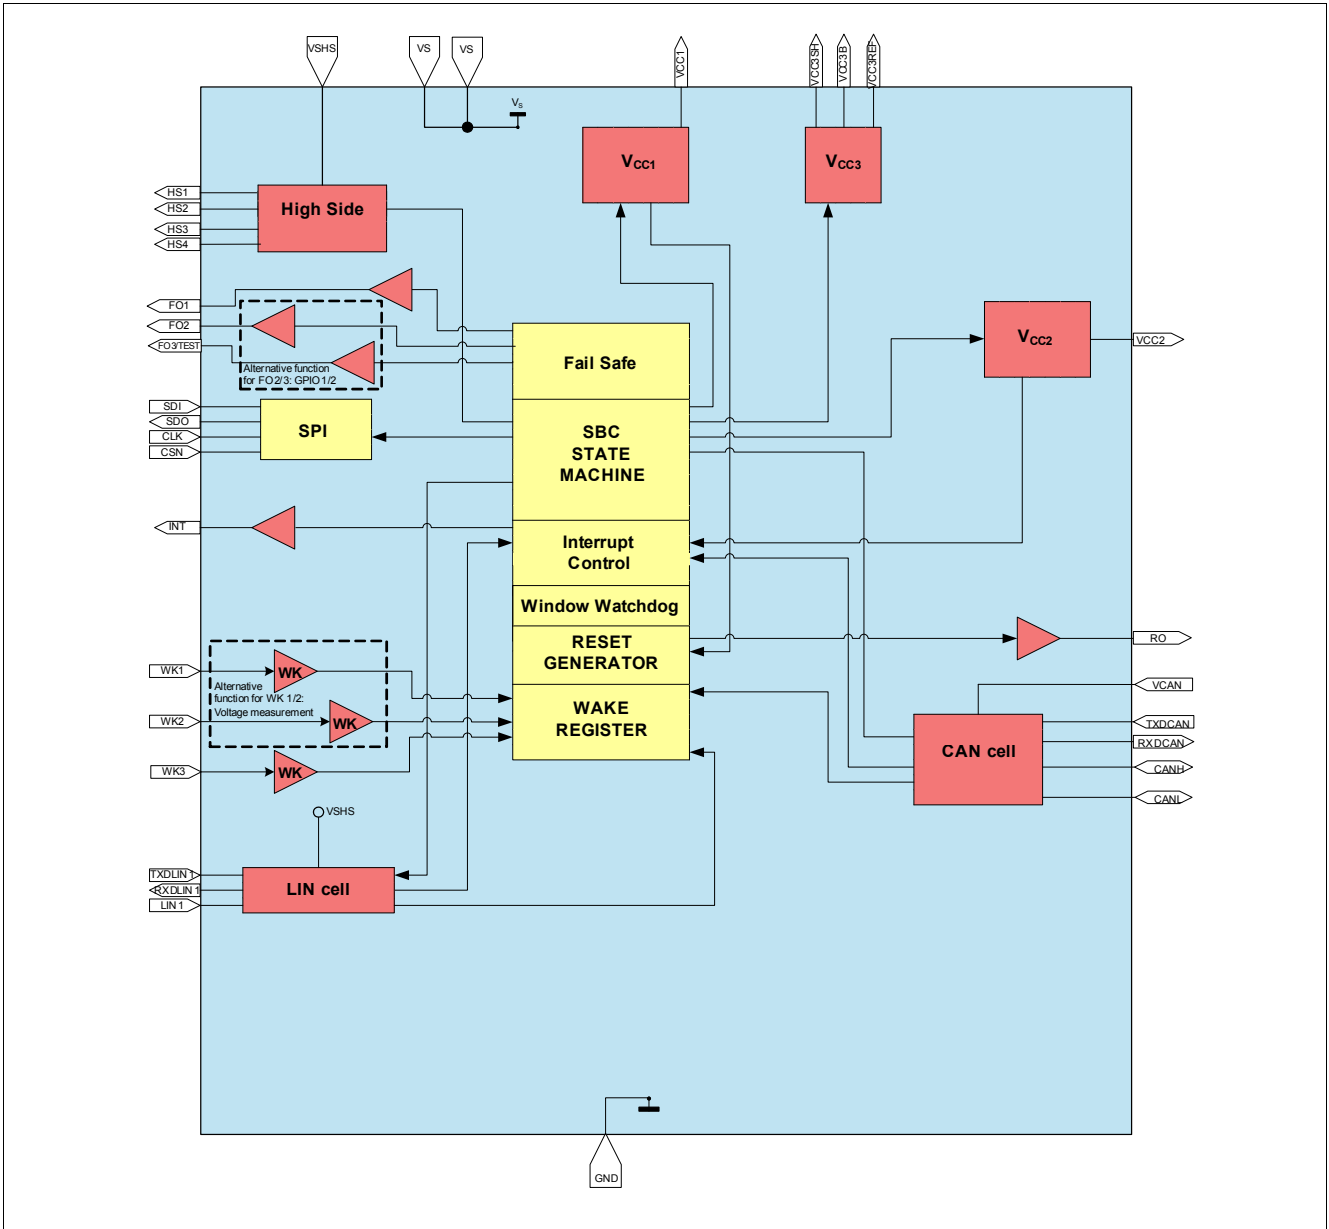 VSHS
VS
VS
VCC1
VCC3SH
VCC3B
VCC3REF
VS
VCC1
VCC3
HS1
HS2
HS3
HS4
High Side
FO1
FO2
FO3/TEST
Alternative function
for FO2/3: GPIO1/2
Fail Safe
VCC2
VCC2
SDI
SDO
CLK
CSN
SPI
SBC
STATE
MACHINE
INT
Interrupt
Control
Window Watchdog
RESET
GENERATOR
RO
WK1
WK
Alternative
function for WK 1/2:
Voltage measurement
WK2
WK
WK3
WK
WAKE
REGISTER
VCAN
TXDCAN
RXDCAN
CANH
CANL
CAN cell
VSHS
TXDLIN1
RXDLIN1
LIN1
LIN cell
GND